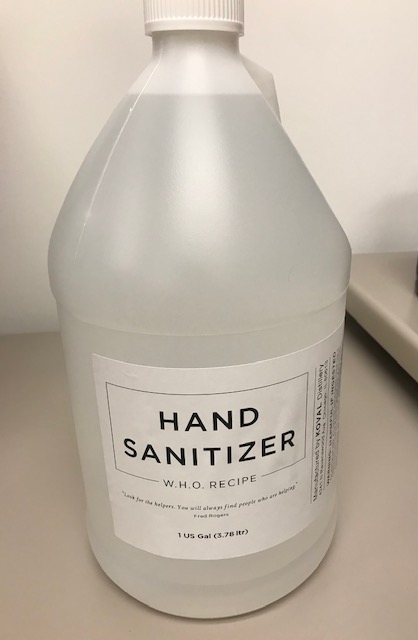 HAND
SANITIZER
W.H.O. RECIPE
"Look for the helpers. You will always find people who are helping."
Fred Rogers
1 US Gal (3.78 ltr)
Manufactured by KOVAL Distillery